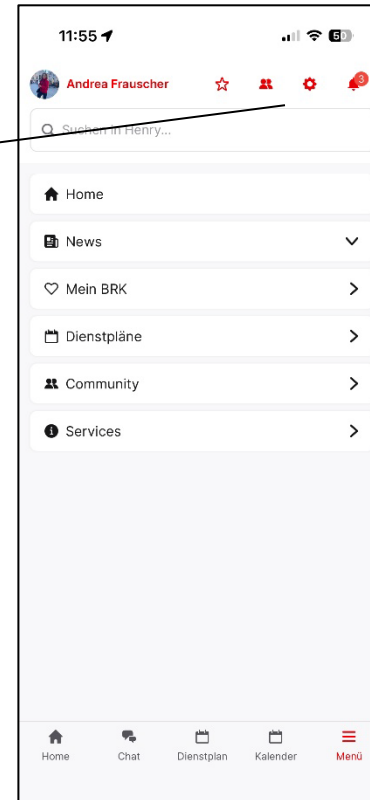 11:55
50
Andrea Frauscher
3
Suchen in Henry...
Home
News
Mein BRK
Dienstpläne
Community
Services
Home Chat Dienstplan Kalender Menü